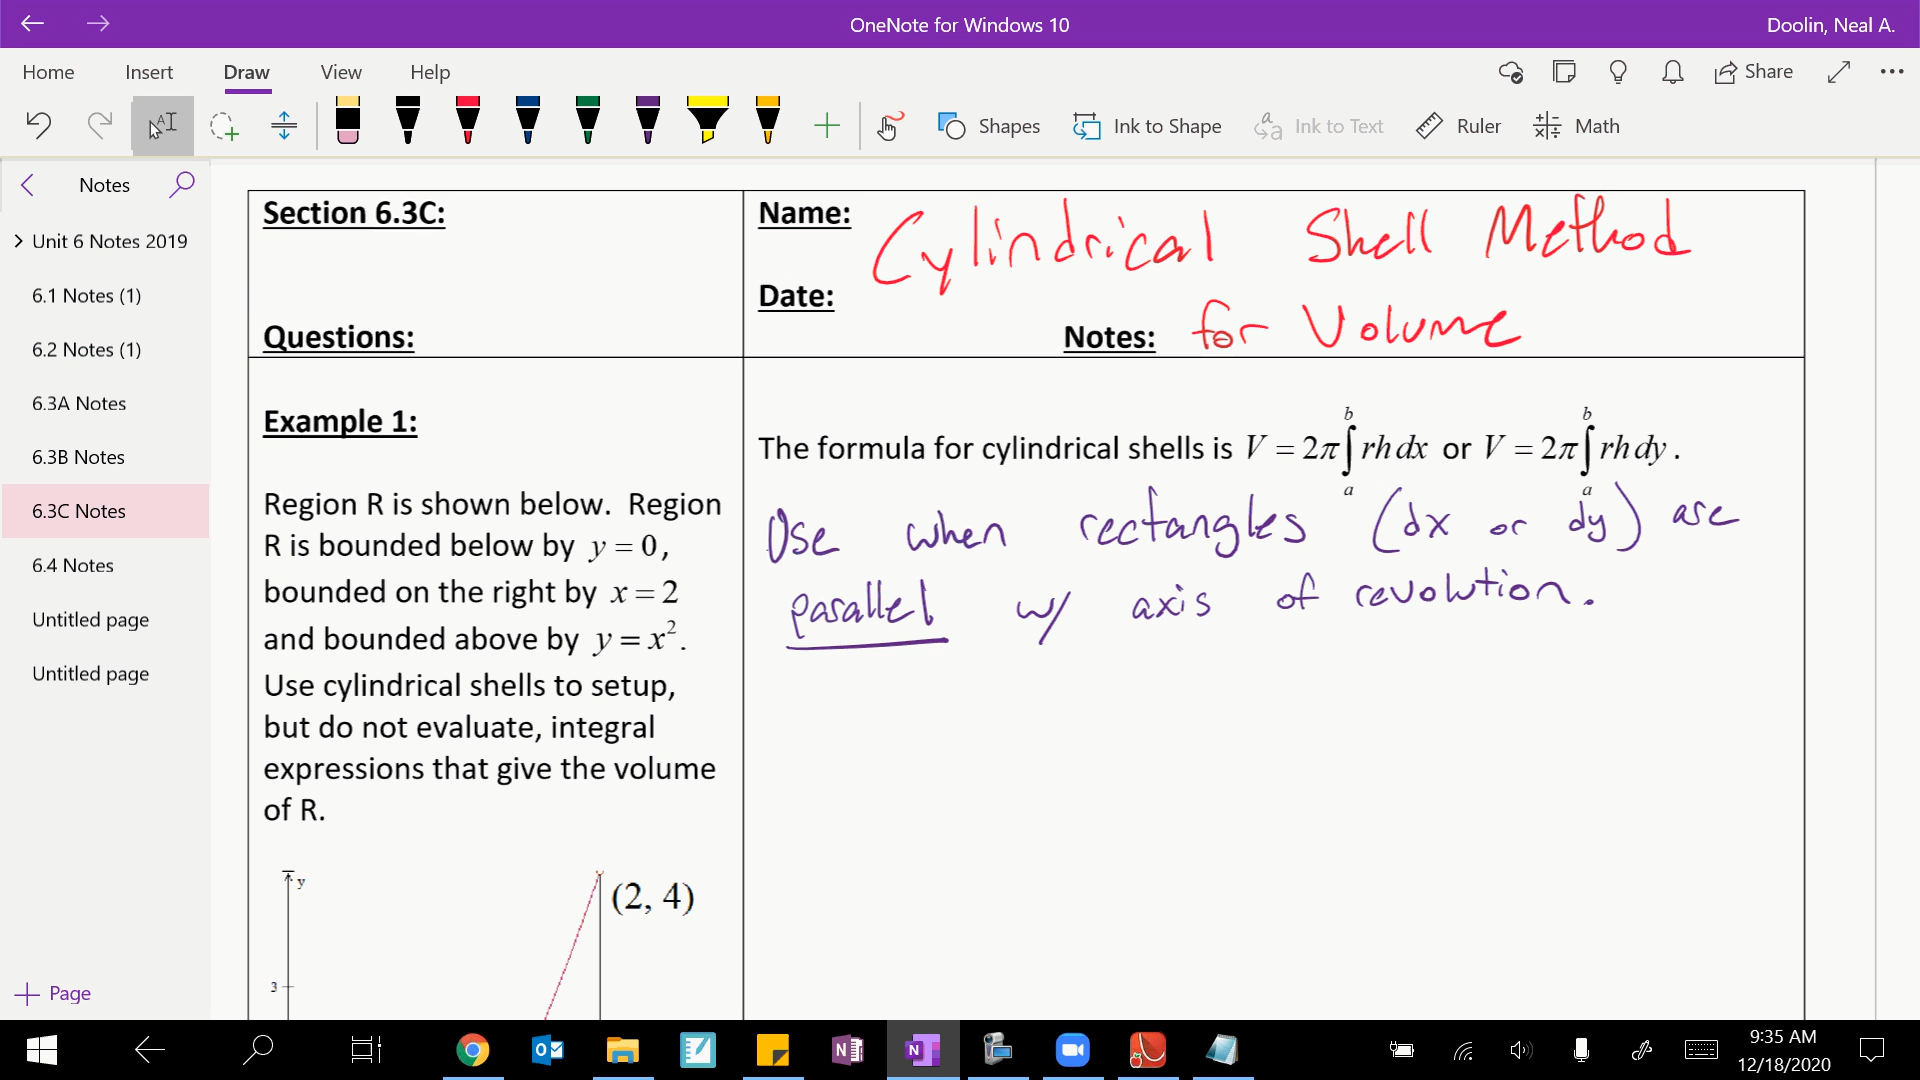 OneNote for Windows 10
Doolin, Neal A.
Home Insert Draw View Help
Share
Shapes Ink to Shape Ink to Text Ruler Math
Notes
Unit 6 Notes 2019
6.1 Notes (1)
6.2 Notes (1)
6.3A Notes
6.3B Notes
6.3C Notes
6.4 Notes
Untitled page
Untitled page
Page
Section 6.3C:
Questions:
Name: Cylindrical Shell Method
Date:
Notes: for Volume
Example 1:
Region R is shown below. Region
R is bounded below by y = 0,
bounded on the right by x = 2
and bounded above by y = x².
Use cylindrical shells to setup,
but do not evaluate, integral
expressions that give the volume
of R.
y
(2, 4)
3
The formula for cylindrical shells is V = 2π∫ₐᵇ rh dx or V = 2π∫ₐᵇ rh dy.
Use when rectangles (dx or dy) are
parallel w/ axis of revolution.
9:35 AM
12/18/2020